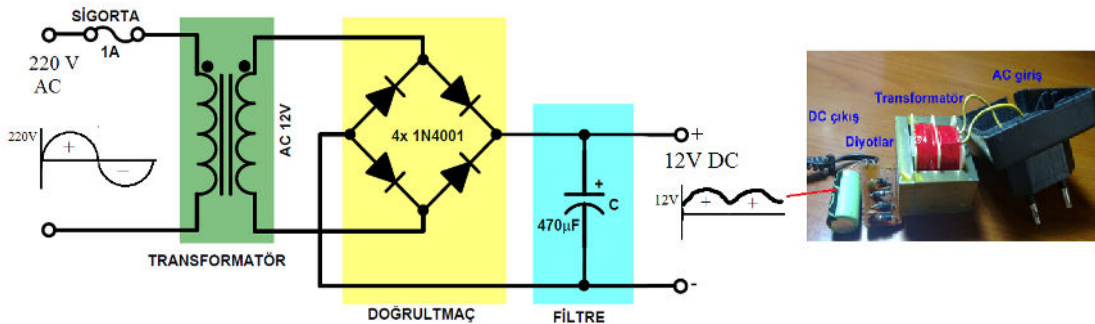 SİGORTA
1A
220 V
AC
220V
+
−
TRANSFORMATÖR
AC 12V
4x 1N4001
DOĞRULTMAÇ
+
C
470µF
FİLTRE
+
12V DC
12V
+ +
-
AC giriş
Transformatör
DC çıkış
Diyotlar